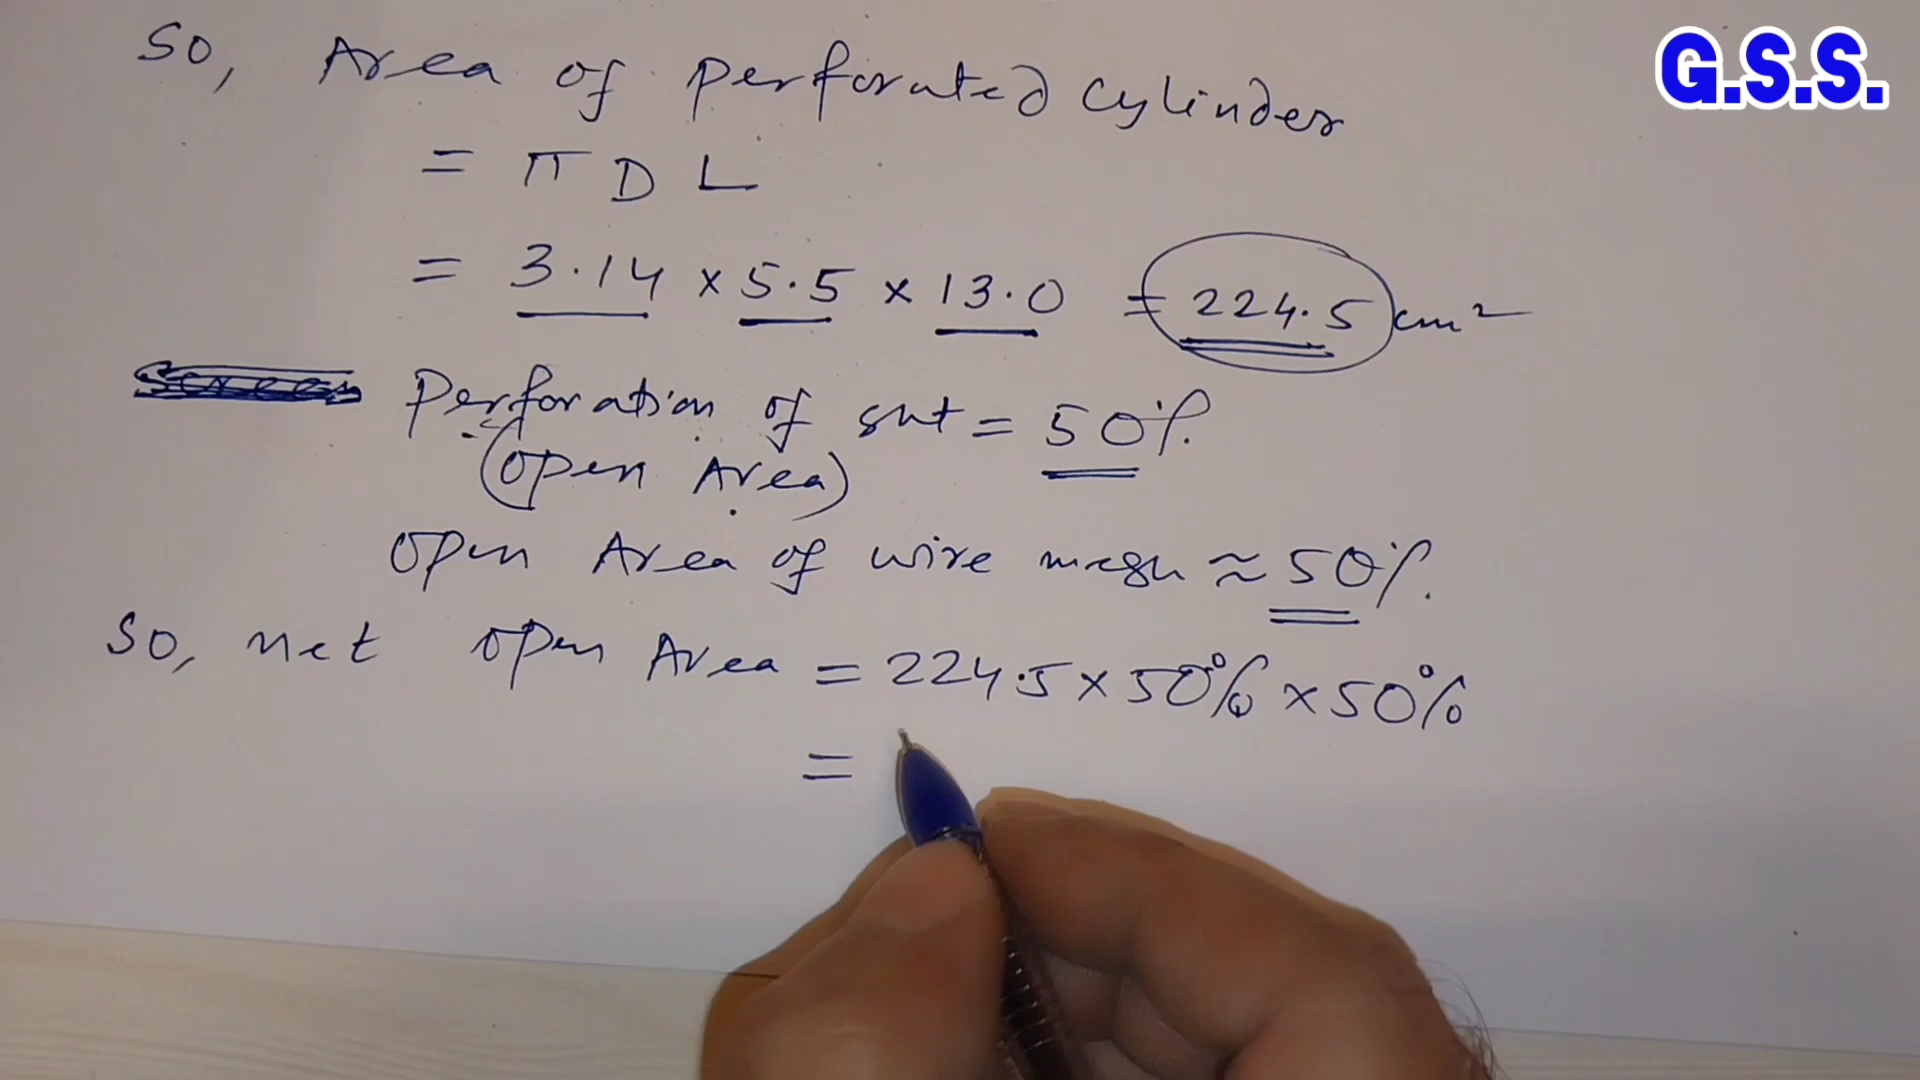 So, Area of perforated cylinder
G.S.S.
= π D L
= 3.14 × 5.5 × 13.0 = 224.5 cm²
Perforation of sht = 50%
(open Area)
open Area of wire mesh ≈ 50%.
So, net open Area = 224.5 × 50% × 50%
=